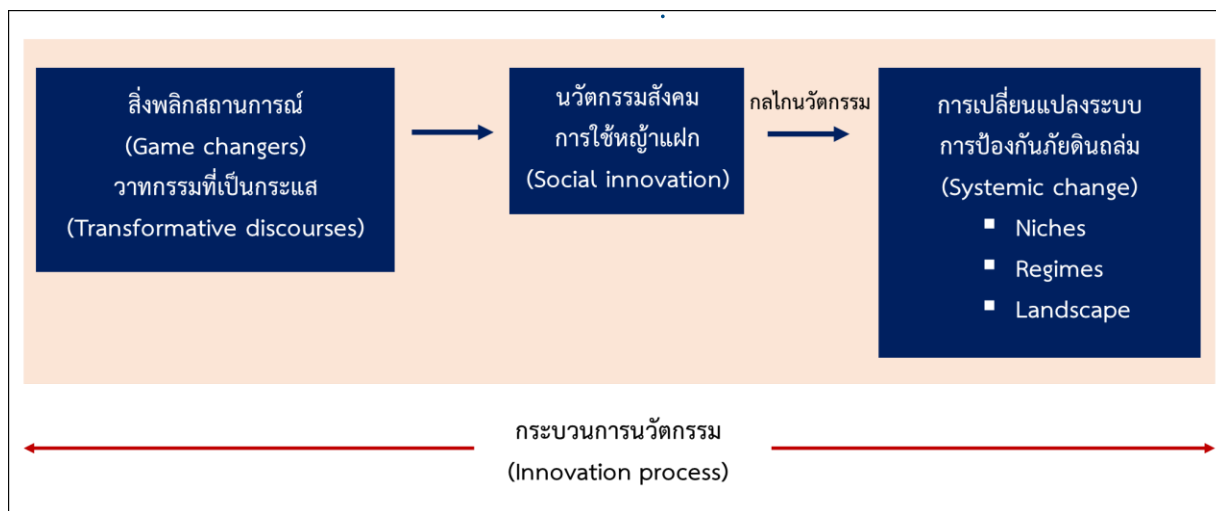 สิ่งพลิกสถานการณ์
(Game changers)
วาทกรรมที่เป็นกระแส
(Transformative discourses)
นวัตกรรมสังคม
การใช้หญ้าแฝก
(Social innovation)
กลไกนวัตกรรม
การเปลี่ยนแปลงระบบ
การป้องกันภัยดินถล่ม
(Systemic change)
▪ Niches
▪ Regimes
▪ Landscape
กระบวนการนวัตกรรม
(Innovation process)